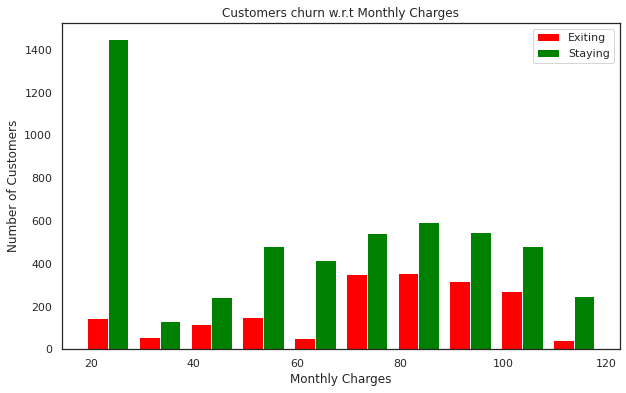 Customers churn w.r.t Monthly Charges
Exiting
Staying
Number of Customers
1400
1200
1000
800
600
400
200
0
20
40
60
80
100
120
Monthly Charges